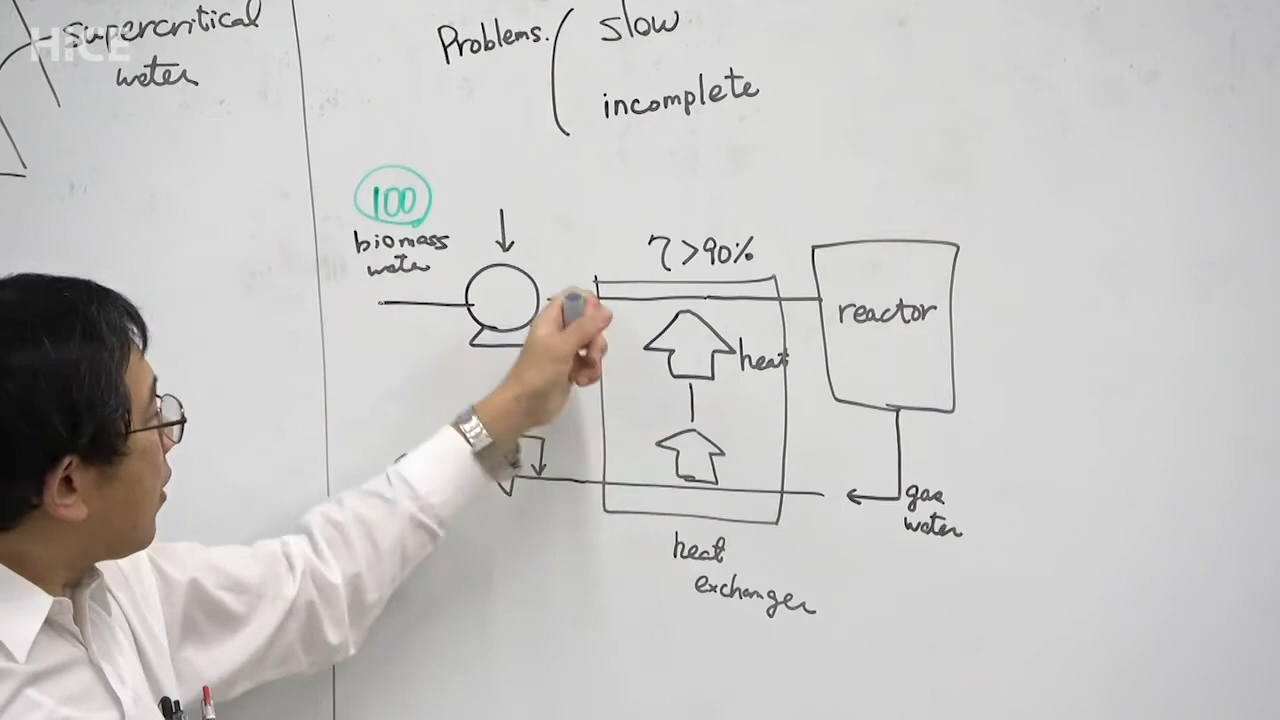 HiCE
supercritical
water
Problems.
slow
incomplete
100
biomass
water
η>90%
reactor
heat
gas
water
heat
exchanger